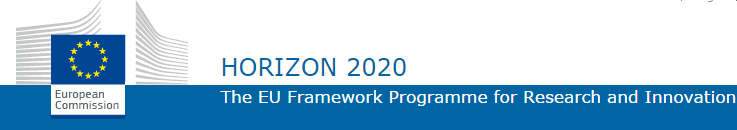 HORIZON 2020
The EU Framework Programme for Research and Innovation
European
Commission